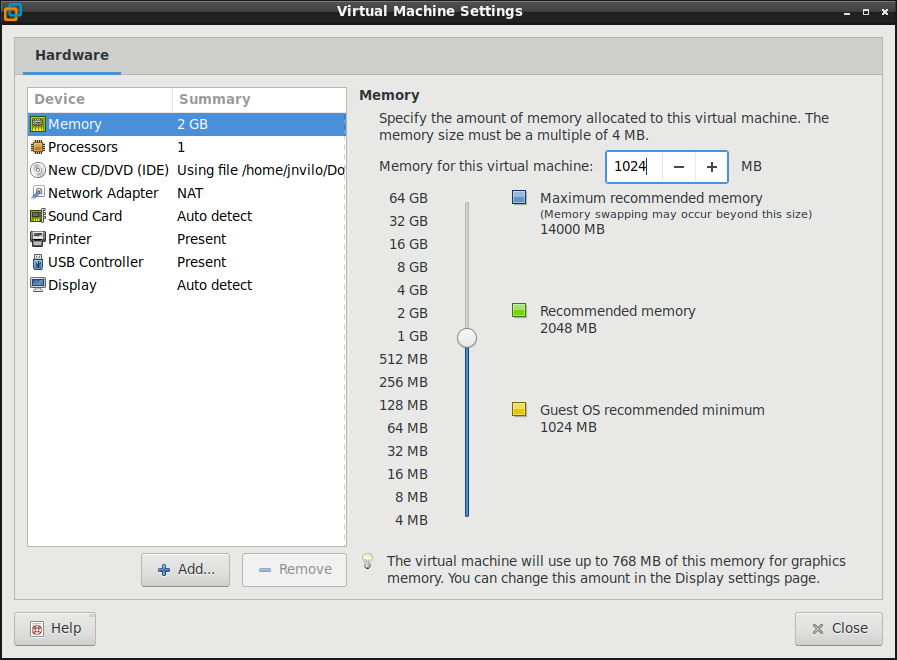 Virtual Machine Settings
Hardware
Device Summary
Memory 2 GB
Processors 1
New CD/DVD (IDE) Using file /home/jnvilo/Do
Network Adapter NAT
Sound Card Auto detect
Printer Present
USB Controller Present
Display Auto detect
Add...
Remove
Memory
Specify the amount of memory allocated to this virtual machine. The
memory size must be a multiple of 4 MB.
Memory for this virtual machine: 1024 − + MB
64 GB
32 GB
16 GB
8 GB
4 GB
2 GB
1 GB
512 MB
256 MB
128 MB
64 MB
32 MB
16 MB
8 MB
4 MB
Maximum recommended memory
(Memory swapping may occur beyond this size)
14000 MB
Recommended memory
2048 MB
Guest OS recommended minimum
1024 MB
The virtual machine will use up to 768 MB of this memory for graphics
memory. You can change this amount in the Display settings page.
Help
Close